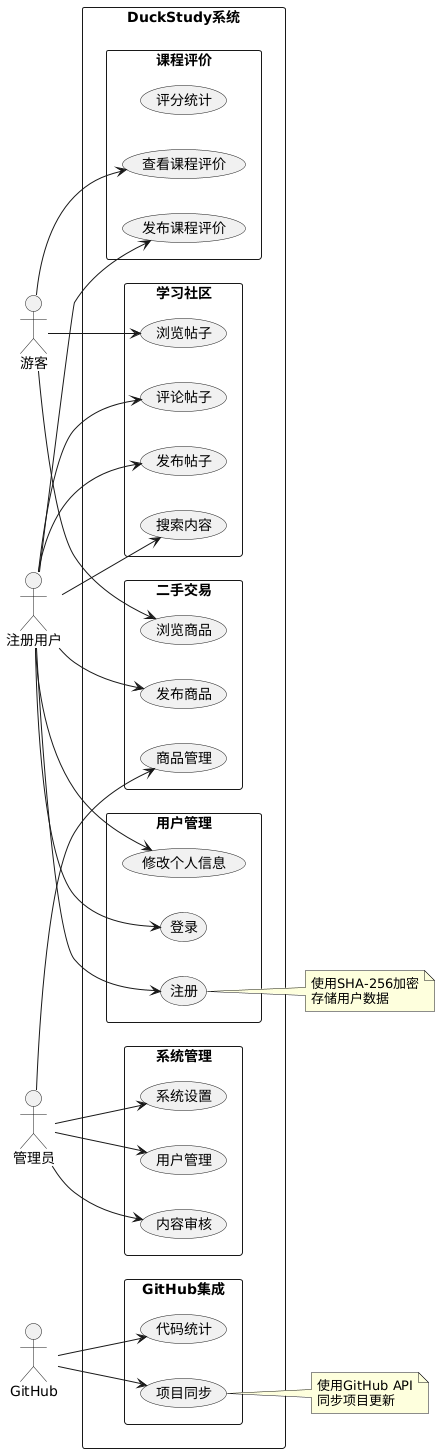 DuckStudy系统
课程评价
评分统计
查看课程评价
发布课程评价
学习社区
游客
浏览帖子
评论帖子
发布帖子
搜索内容
二手交易
注册用户
浏览商品
发布商品
商品管理
用户管理
修改个人信息
登录
注册
使用SHA-256加密
存储用户数据
系统管理
系统设置
管理员
用户管理
内容审核
GitHub集成
代码统计
GitHub
项目同步
使用GitHub API
同步项目更新